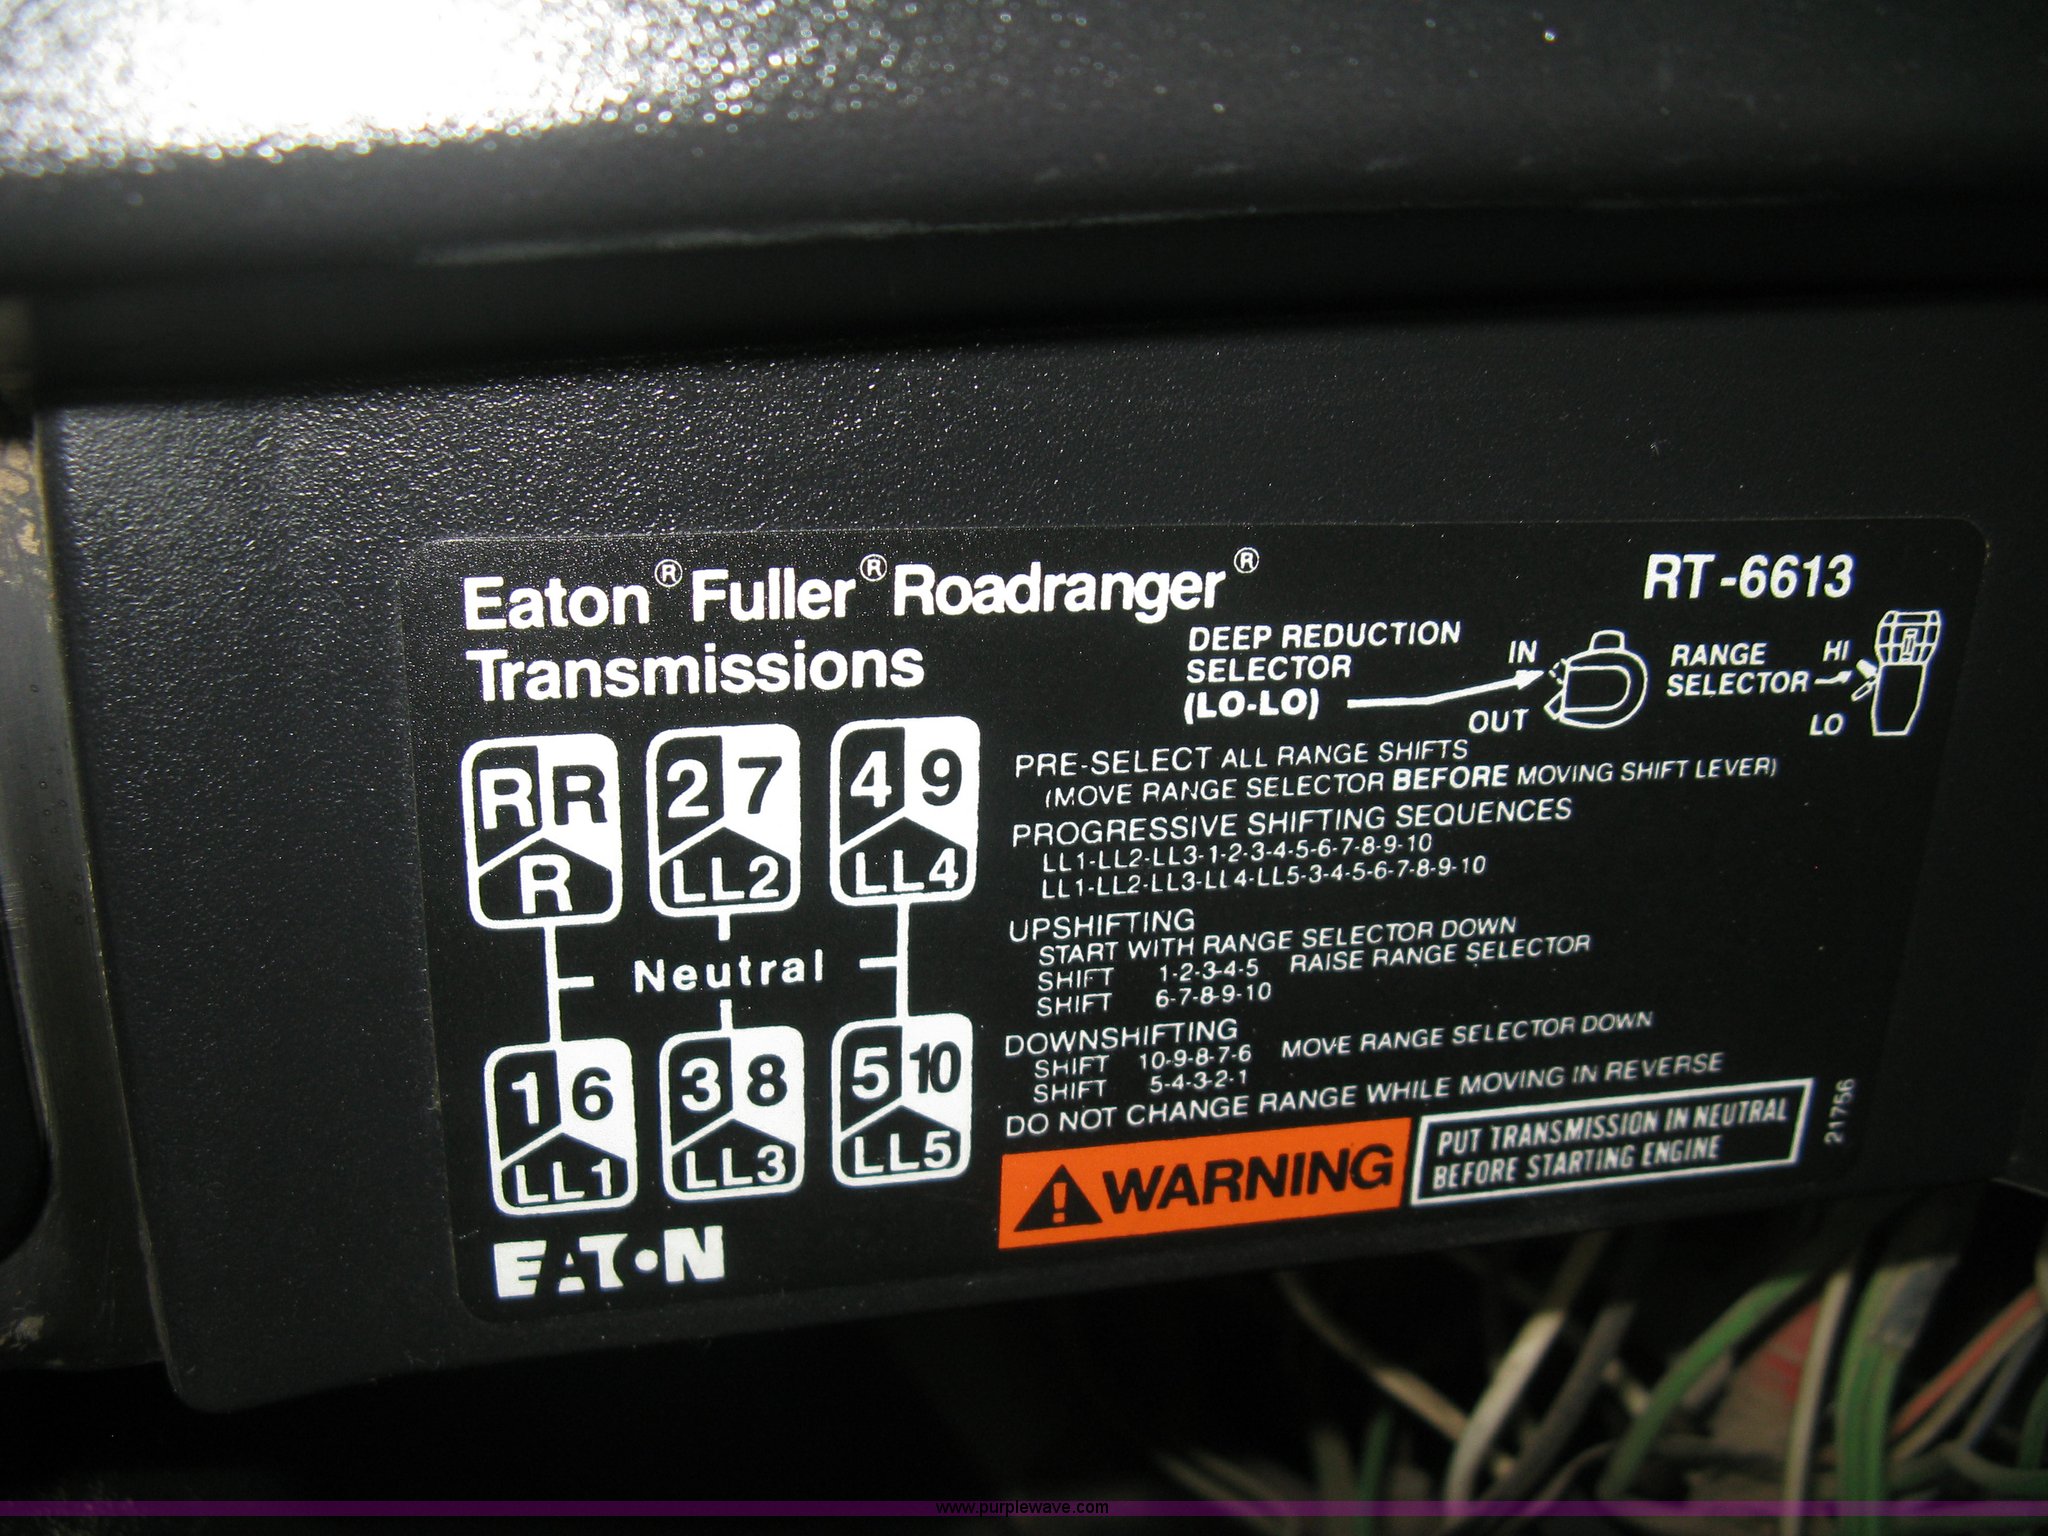 Eaton® Fuller® Roadranger®
Transmissions
RT-6613
DEEP REDUCTION
SELECTOR
(LO-LO)
IN
OUT
RANGE
SELECTOR
HI
LO
R R
R
2 7
LL2
4 9
LL4
Neutral
1 6
LL1
3 8
LL3
5 10
LL5
EATON
PRE-SELECT ALL RANGE SHIFTS
(MOVE RANGE SELECTOR BEFORE MOVING SHIFT LEVER)
PROGRESSIVE SHIFTING SEQUENCES
LL1-LL2-LL3-1-2-3-4-5-6-7-8-9-10
LL1-LL2-LL3-LL4-LL5-3-4-5-6-7-8-9-10
UPSHIFTING
START WITH RANGE SELECTOR DOWN
SHIFT 1-2-3-4-5 RAISE RANGE SELECTOR
SHIFT 6-7-8-9-10
DOWNSHIFTING
SHIFT 10-9-8-7-6 MOVE RANGE SELECTOR DOWN
SHIFT 5-4-3-2-1
DO NOT CHANGE RANGE WHILE MOVING IN REVERSE
WARNING
PUT TRANSMISSION IN NEUTRAL
BEFORE STARTING ENGINE
21756
www.purplewave.com